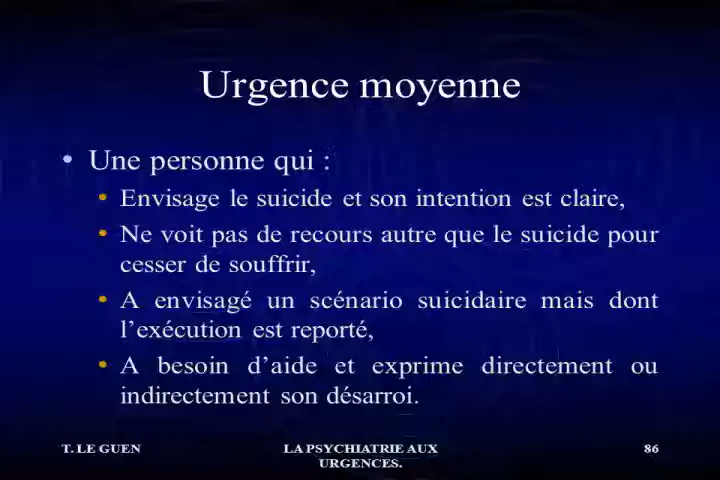 Urgence moyenne
• Une personne qui :
• Envisage le suicide et son intention est claire,
• Ne voit pas de recours autre que le suicide pour
cesser de souffrir,
• A envisagé un scénario suicidaire mais dont
l'exécution est reporté,
• A besoin d'aide et exprime directement ou
indirectement son désarroi.
T. LE GUEN
LA PSYCHIATRIE AUX
URGENCES.
86